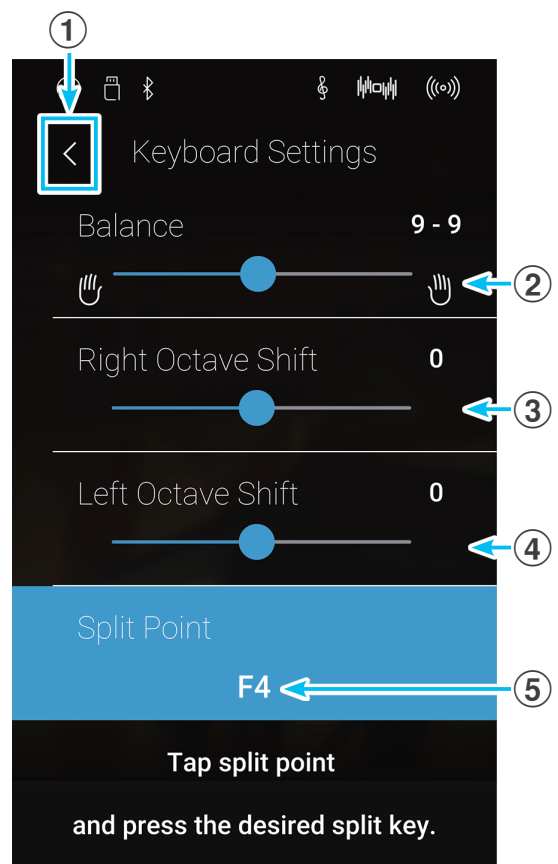 1
Keyboard Settings
Balance 9 - 9
2
Right Octave Shift 0
3
Left Octave Shift 0
4
Split Point
F4
5
Tap split point
and press the desired split key.